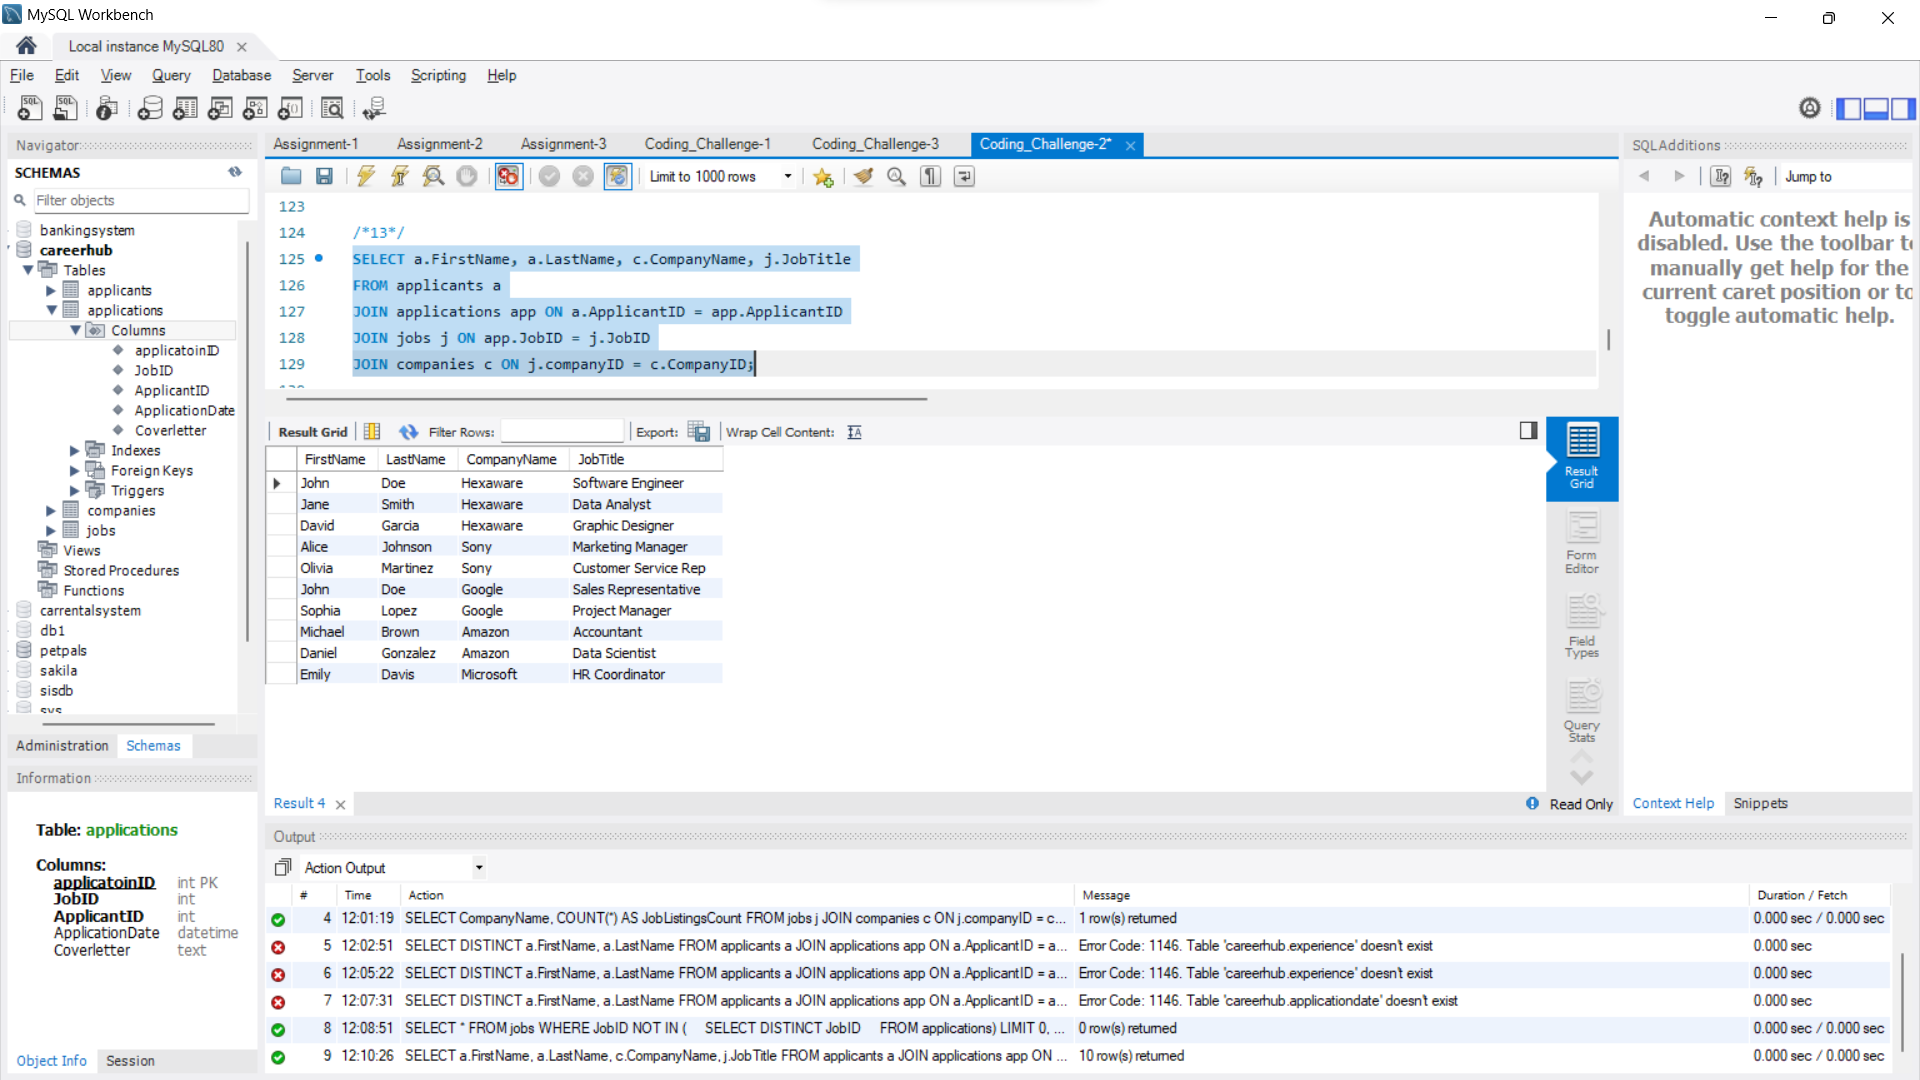 MySQL Workbench
Local instance MySQL80
File Edit View Query Database Server Tools Scripting Help
Navigator
SCHEMAS
Filter objects
bankingsystem
careerhub
Tables
applicants
applications
Columns
applicatoinID
JobID
ApplicantID
ApplicationDate
Coverletter
Indexes
Foreign Keys
Triggers
companies
jobs
Views
Stored Procedures
Functions
carrentalsystem
db1
petpals
sakila
sisdb
sys
Administration Schemas
Information
Table: applications
Columns:
applicatoinID int PK
JobID int
ApplicantID int
ApplicationDate datetime
Coverletter text
Object Info Session
Assignment-1 Assignment-2 Assignment-3 Coding_Challenge-1 Coding_Challenge-3 Coding_Challenge-2*
Limit to 1000 rows
123
124 /*13*/
125 SELECT a.FirstName, a.LastName, c.CompanyName, j.JobTitle
126 FROM applicants a
127 JOIN applications app ON a.ApplicantID = app.ApplicantID
128 JOIN jobs j ON app.JobID = j.JobID
129 JOIN companies c ON j.companyID = c.CompanyID;
Result Grid Filter Rows: Export: Wrap Cell Content:
FirstName LastName CompanyName JobTitle
John Doe Hexaware Software Engineer
Jane Smith Hexaware Data Analyst
David Garcia Hexaware Graphic Designer
Alice Johnson Sony Marketing Manager
Olivia Martinez Sony Customer Service Rep
John Doe Google Sales Representative
Sophia Lopez Google Project Manager
Michael Brown Amazon Accountant
Daniel Gonzalez Amazon Data Scientist
Emily Davis Microsoft HR Coordinator
Result
Grid
Form
Editor
Field
Types
Query
Stats
Result 4
Read Only
SQLAdditions
Jump to
Automatic context help is
disabled. Use the toolbar t
manually get help for the
current caret position or to
toggle automatic help.
Context Help Snippets
Output
Action Output
# Time Action Message Duration / Fetch
4 12:01:19 SELECT CompanyName, COUNT(*) AS JobListingsCount FROM jobs j JOIN companies c ON j.companyID = c... 1 row(s) returned 0.000 sec / 0.000 sec
5 12:02:51 SELECT DISTINCT a.FirstName, a.LastName FROM applicants a JOIN applications app ON a.ApplicantID = a... Error Code: 1146. Table 'careerhub.experience' doesn't exist 0.000 sec
6 12:05:22 SELECT DISTINCT a.FirstName, a.LastName FROM applicants a JOIN applications app ON a.ApplicantID = a... Error Code: 1146. Table 'careerhub.experience' doesn't exist 0.000 sec
7 12:07:31 SELECT DISTINCT a.FirstName, a.LastName FROM applicants a JOIN applications app ON a.ApplicantID = a... Error Code: 1146. Table 'careerhub.applicationdate' doesn't exist 0.000 sec
8 12:08:51 SELECT * FROM jobs WHERE JobID NOT IN ( SELECT DISTINCT JobID FROM applications) LIMIT 0, ... 0 row(s) returned 0.000 sec / 0.000 sec
9 12:10:26 SELECT a.FirstName, a.LastName, c.CompanyName, j.JobTitle FROM applicants a JOIN applications app ON ... 10 row(s) returned 0.000 sec / 0.000 sec